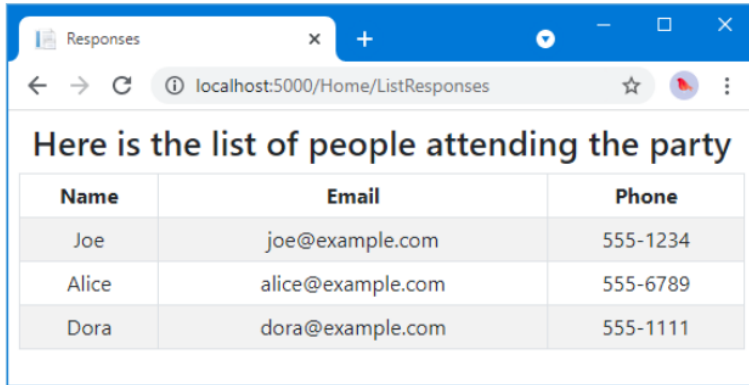 Responses
localhost:5000/Home/ListResponses
Here is the list of people attending the party
Name Email Phone
Joe joe@example.com 555-1234
Alice alice@example.com 555-6789
Dora dora@example.com 555-1111